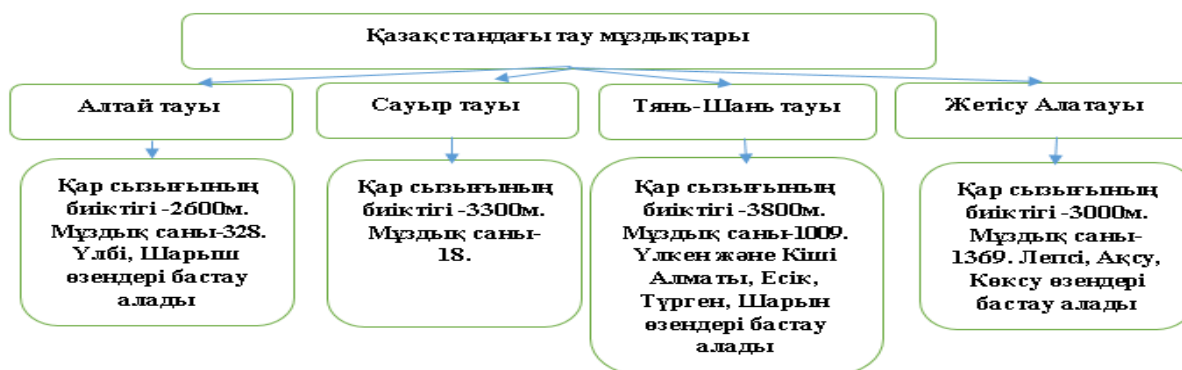 Қазақстандағы тау мұздықтары
Алтай тауы
Сауыр тауы
Тянь-Шань тауы
Жетісу Алатауы
Қар сызығының
биіктігі -2600м.
Мұздық саны-328.
Үлбі, Шарыш
өзендері бастау
алады
Қар сызығының
биіктігі -3300м.
Мұздық саны-
18.
Қар сызығының
биіктігі -3800м.
Мұздық саны-1009.
Үлкен және Кіші
Алматы, Есік,
Түрген, Шарын
өзендері бастау
алады
Қар сызығының
биіктігі -3000м.
Мұздық саны-
1369. Лепсі, Ақсу,
Көксу өзендері
бастау алады